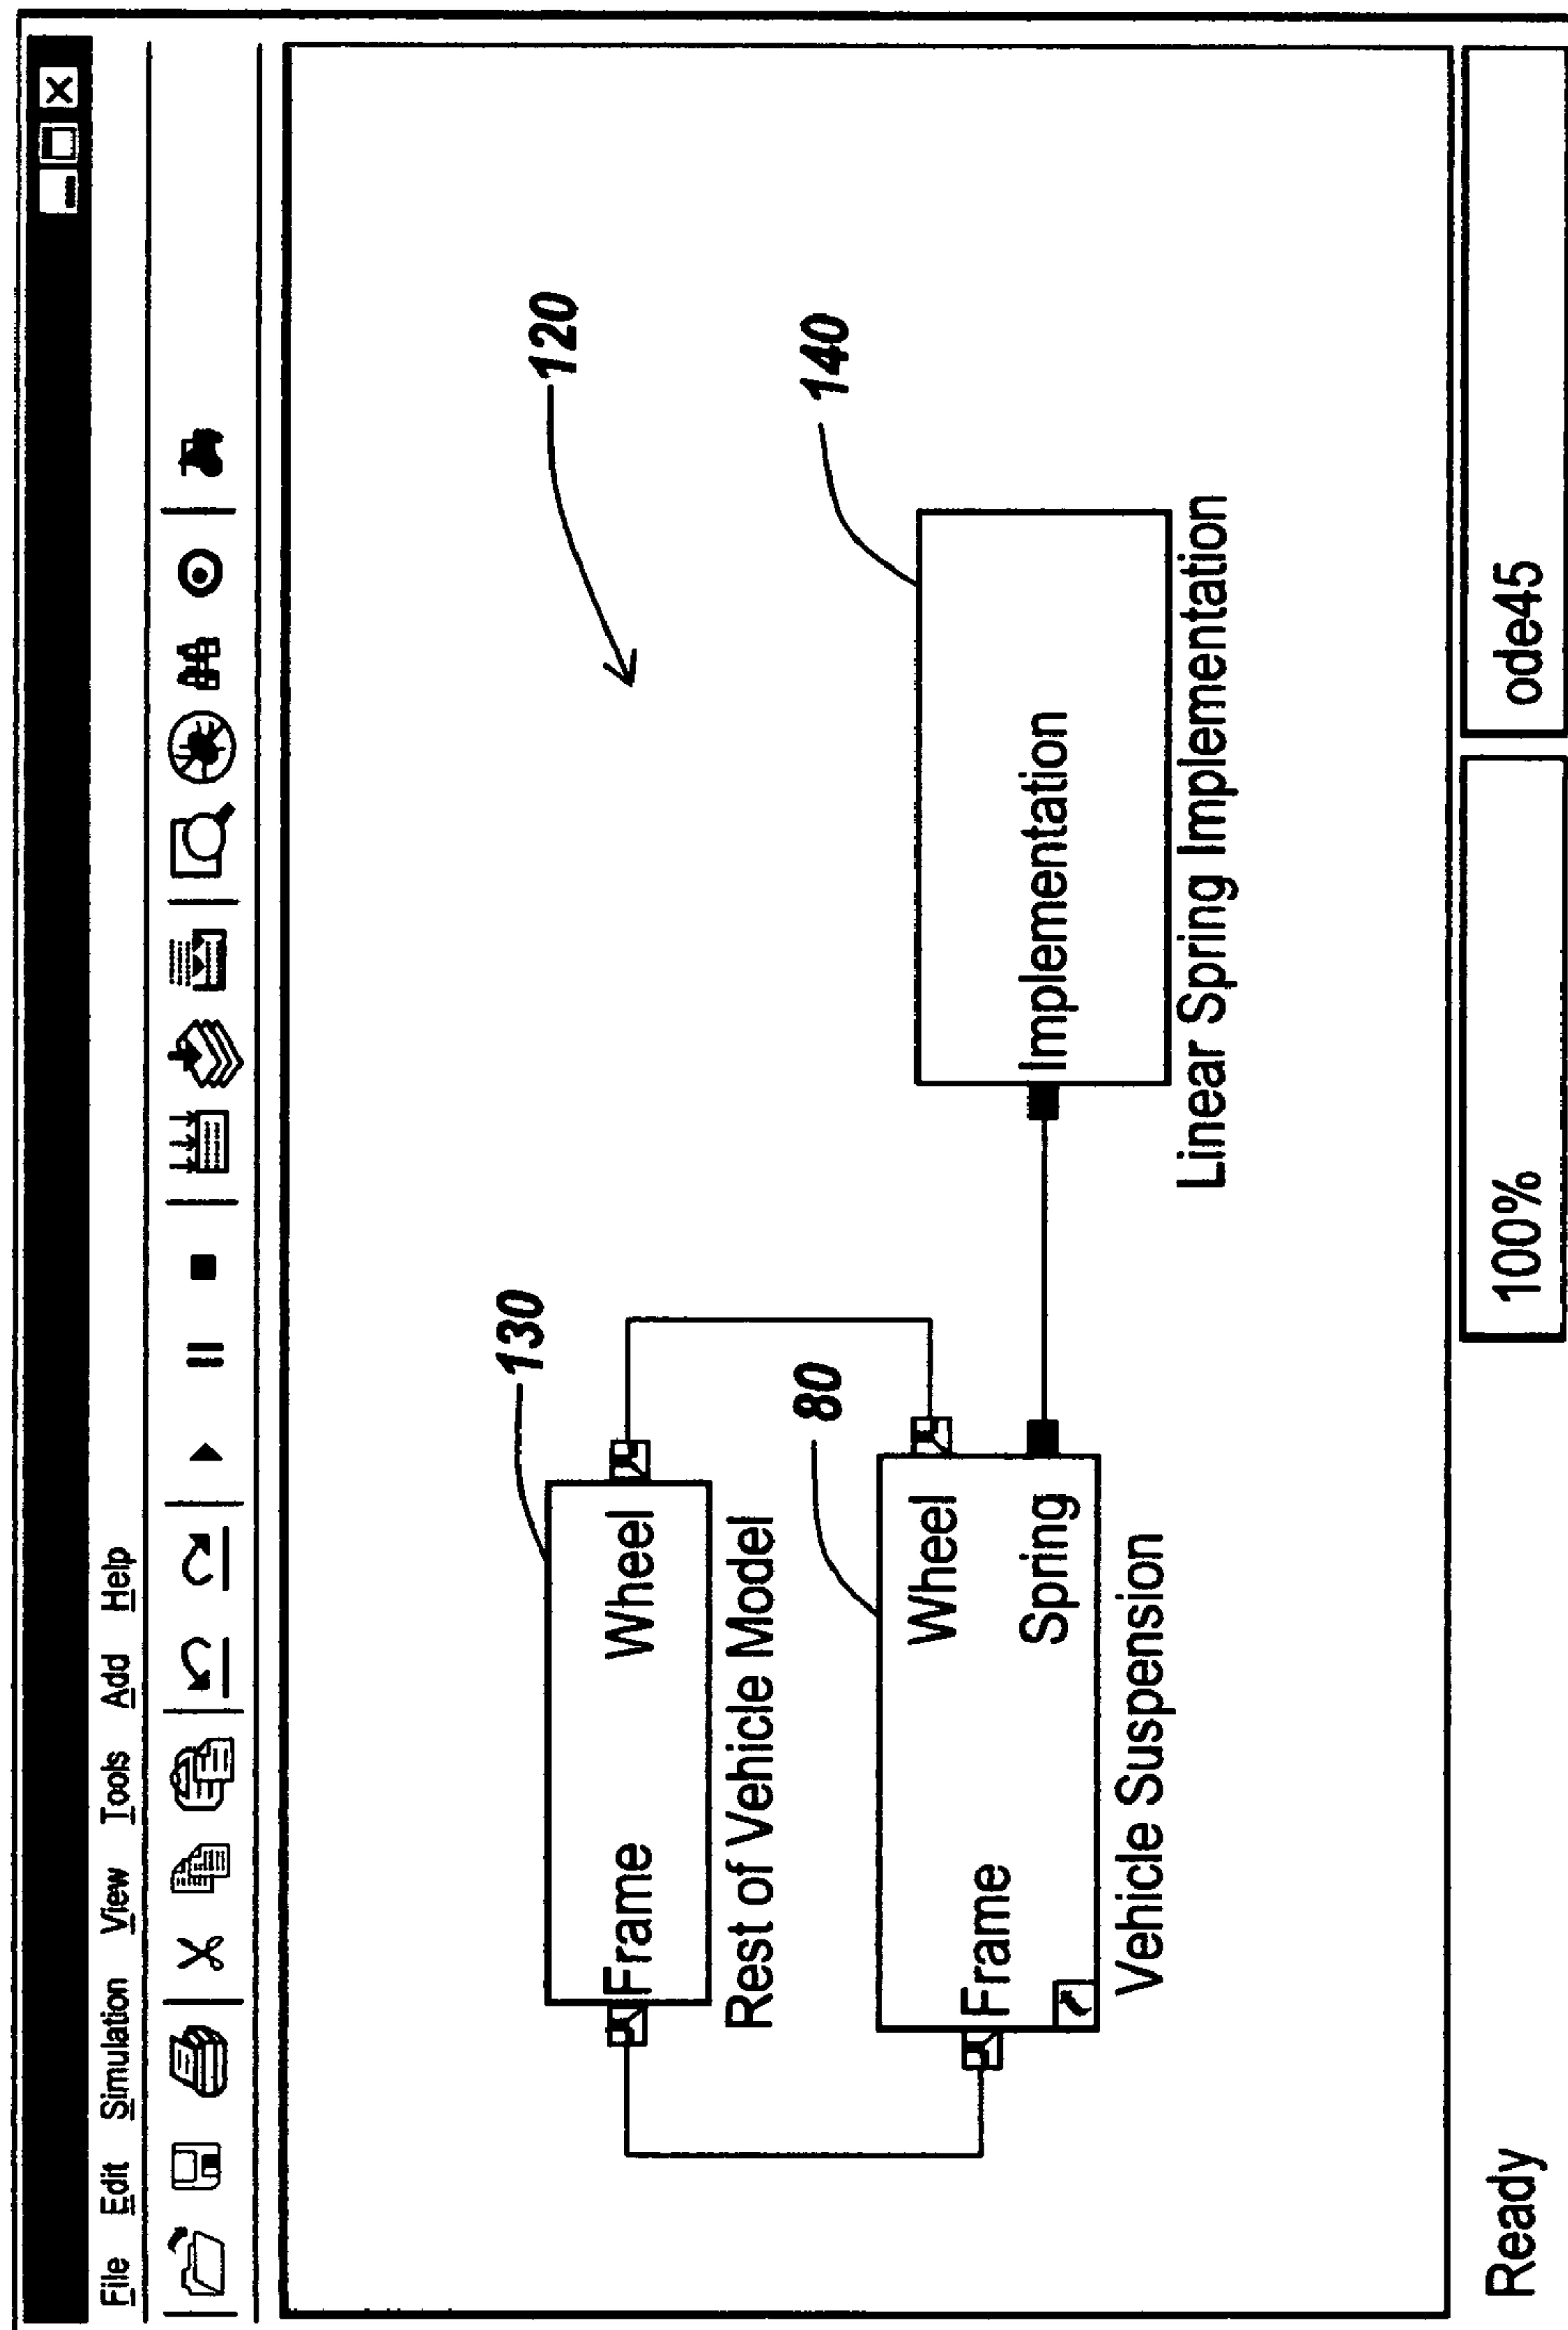 File Edit Simulation View Tools Add Help
120
130
Frame Wheel
Rest of Vehicle Model
80
140
Frame Wheel
Spring
Implementation
Vehicle Suspension
Linear Spring Implementation
Ready 100% ode45